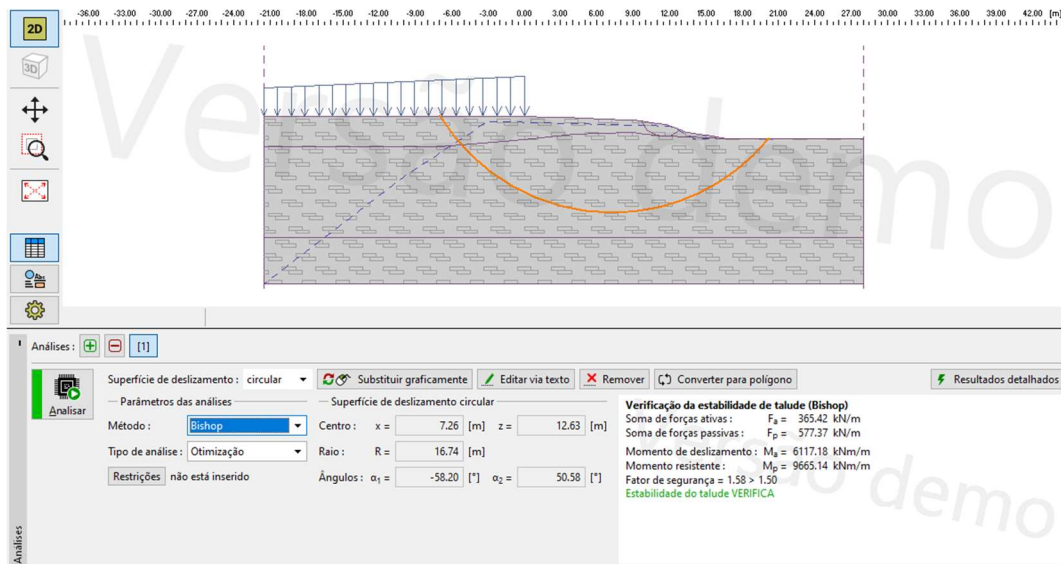 -36.00 -33.00 -30.00 -27.00 -24.00 -21.00 -18.00 -15.00 -12.00 -9.00 -6.00 -3.00 0.00 3.00 6.00 9.00 12.00 15.00 18.00 21.00 24.00 27.00 30.00 33.00 36.00 39.00 42.00 [m]
2D
3D
Versão demo
Análises : [1]
Analisar
Superfície de deslizamento : circular Substituir graficamente Editar via texto Remover Converter para polígono Resultados detalhados
Parâmetros das análises
Método : Bishop
Tipo de análise : Otimização
Restrições não está inserido
Superfície de deslizamento circular
Centro : x = 7.26 [m] z = 12.63 [m]
Raio : R = 16.74 [m]
Ângulos : α1 = -58.20 [°] α2 = 50.58 [°]
Verificação da estabilidade de talude (Bishop)
Soma de forças ativas : Fa = 365.42 kN/m
Soma de forças passivas : Fp = 577.37 kN/m
Momento de deslizamento : Ma = 6117.18 kNm/m
Momento resistente : Mp = 9665.14 kNm/m
Fator de segurança = 1.58 > 1.50
Estabilidade do talude VERIFICA
Versão demo
Análises